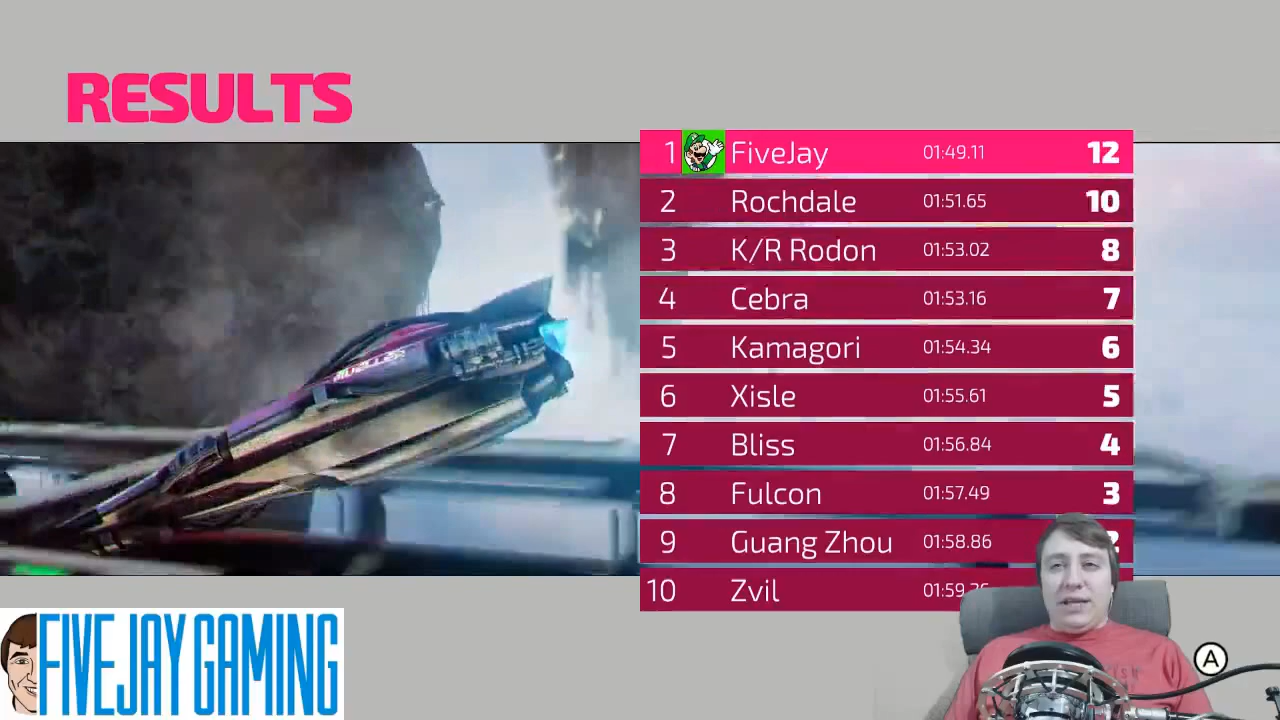 RESULTS
1 FiveJay 01:49.11 12
2 Rochdale 01:51.65 10
3 K/R Rodon 01:53.02 8
4 Cebra 01:53.16 7
5 Kamagori 01:54.34 6
6 Xisle 01:55.61 5
7 Bliss 01:56.84 4
8 Fulcon 01:57.49 3
9 Guang Zhou 01:58.86 2
10 Zvil
FIVE JAY GAMING
A